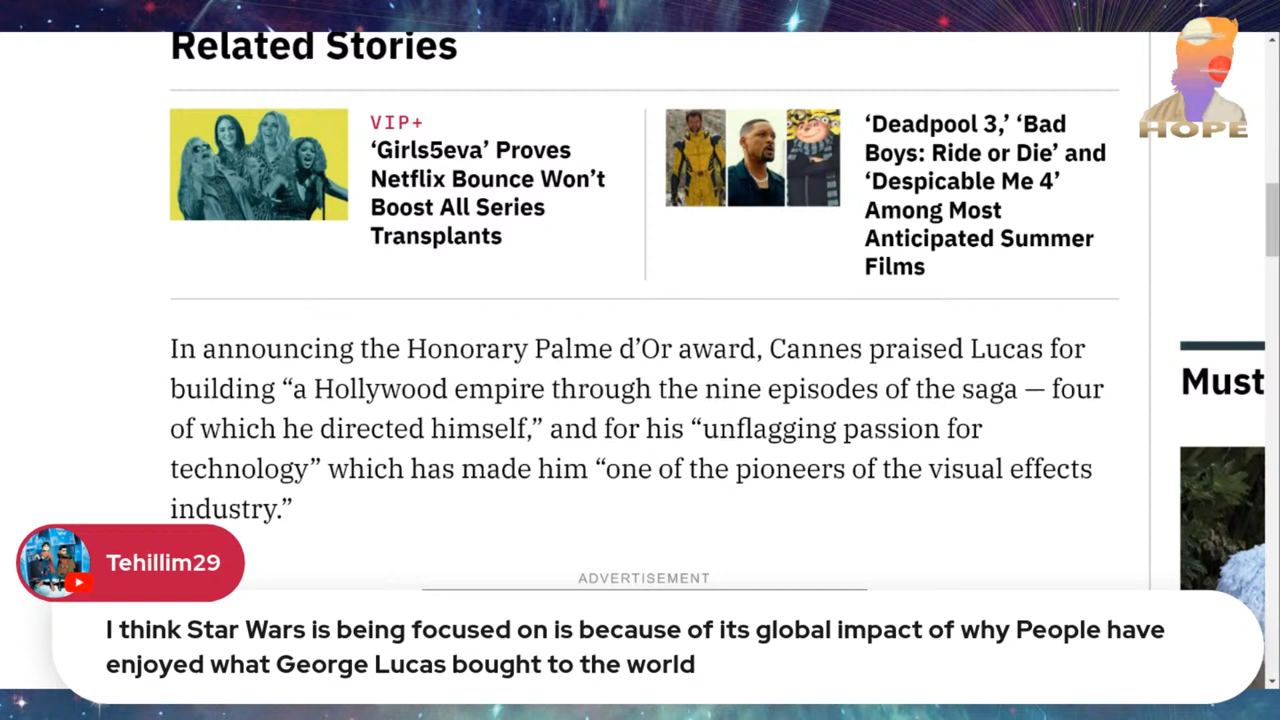 Related Stories
HOPE
VIP+
‘Girls5eva’ Proves
Netflix Bounce Won’t
Boost All Series
Transplants
‘Deadpool 3,’ ‘Bad
Boys: Ride or Die’ and
‘Despicable Me 4’
Among Most
Anticipated Summer
Films
In announcing the Honorary Palme d’Or award, Cannes praised Lucas for
building “a Hollywood empire through the nine episodes of the saga — four
of which he directed himself,” and for his “unflagging passion for
technology” which has made him “one of the pioneers of the visual effects
industry.”
Must
ADVERTISEMENT
Tehillim29
I think Star Wars is being focused on is because of its global impact of why People have
enjoyed what George Lucas bought to the world